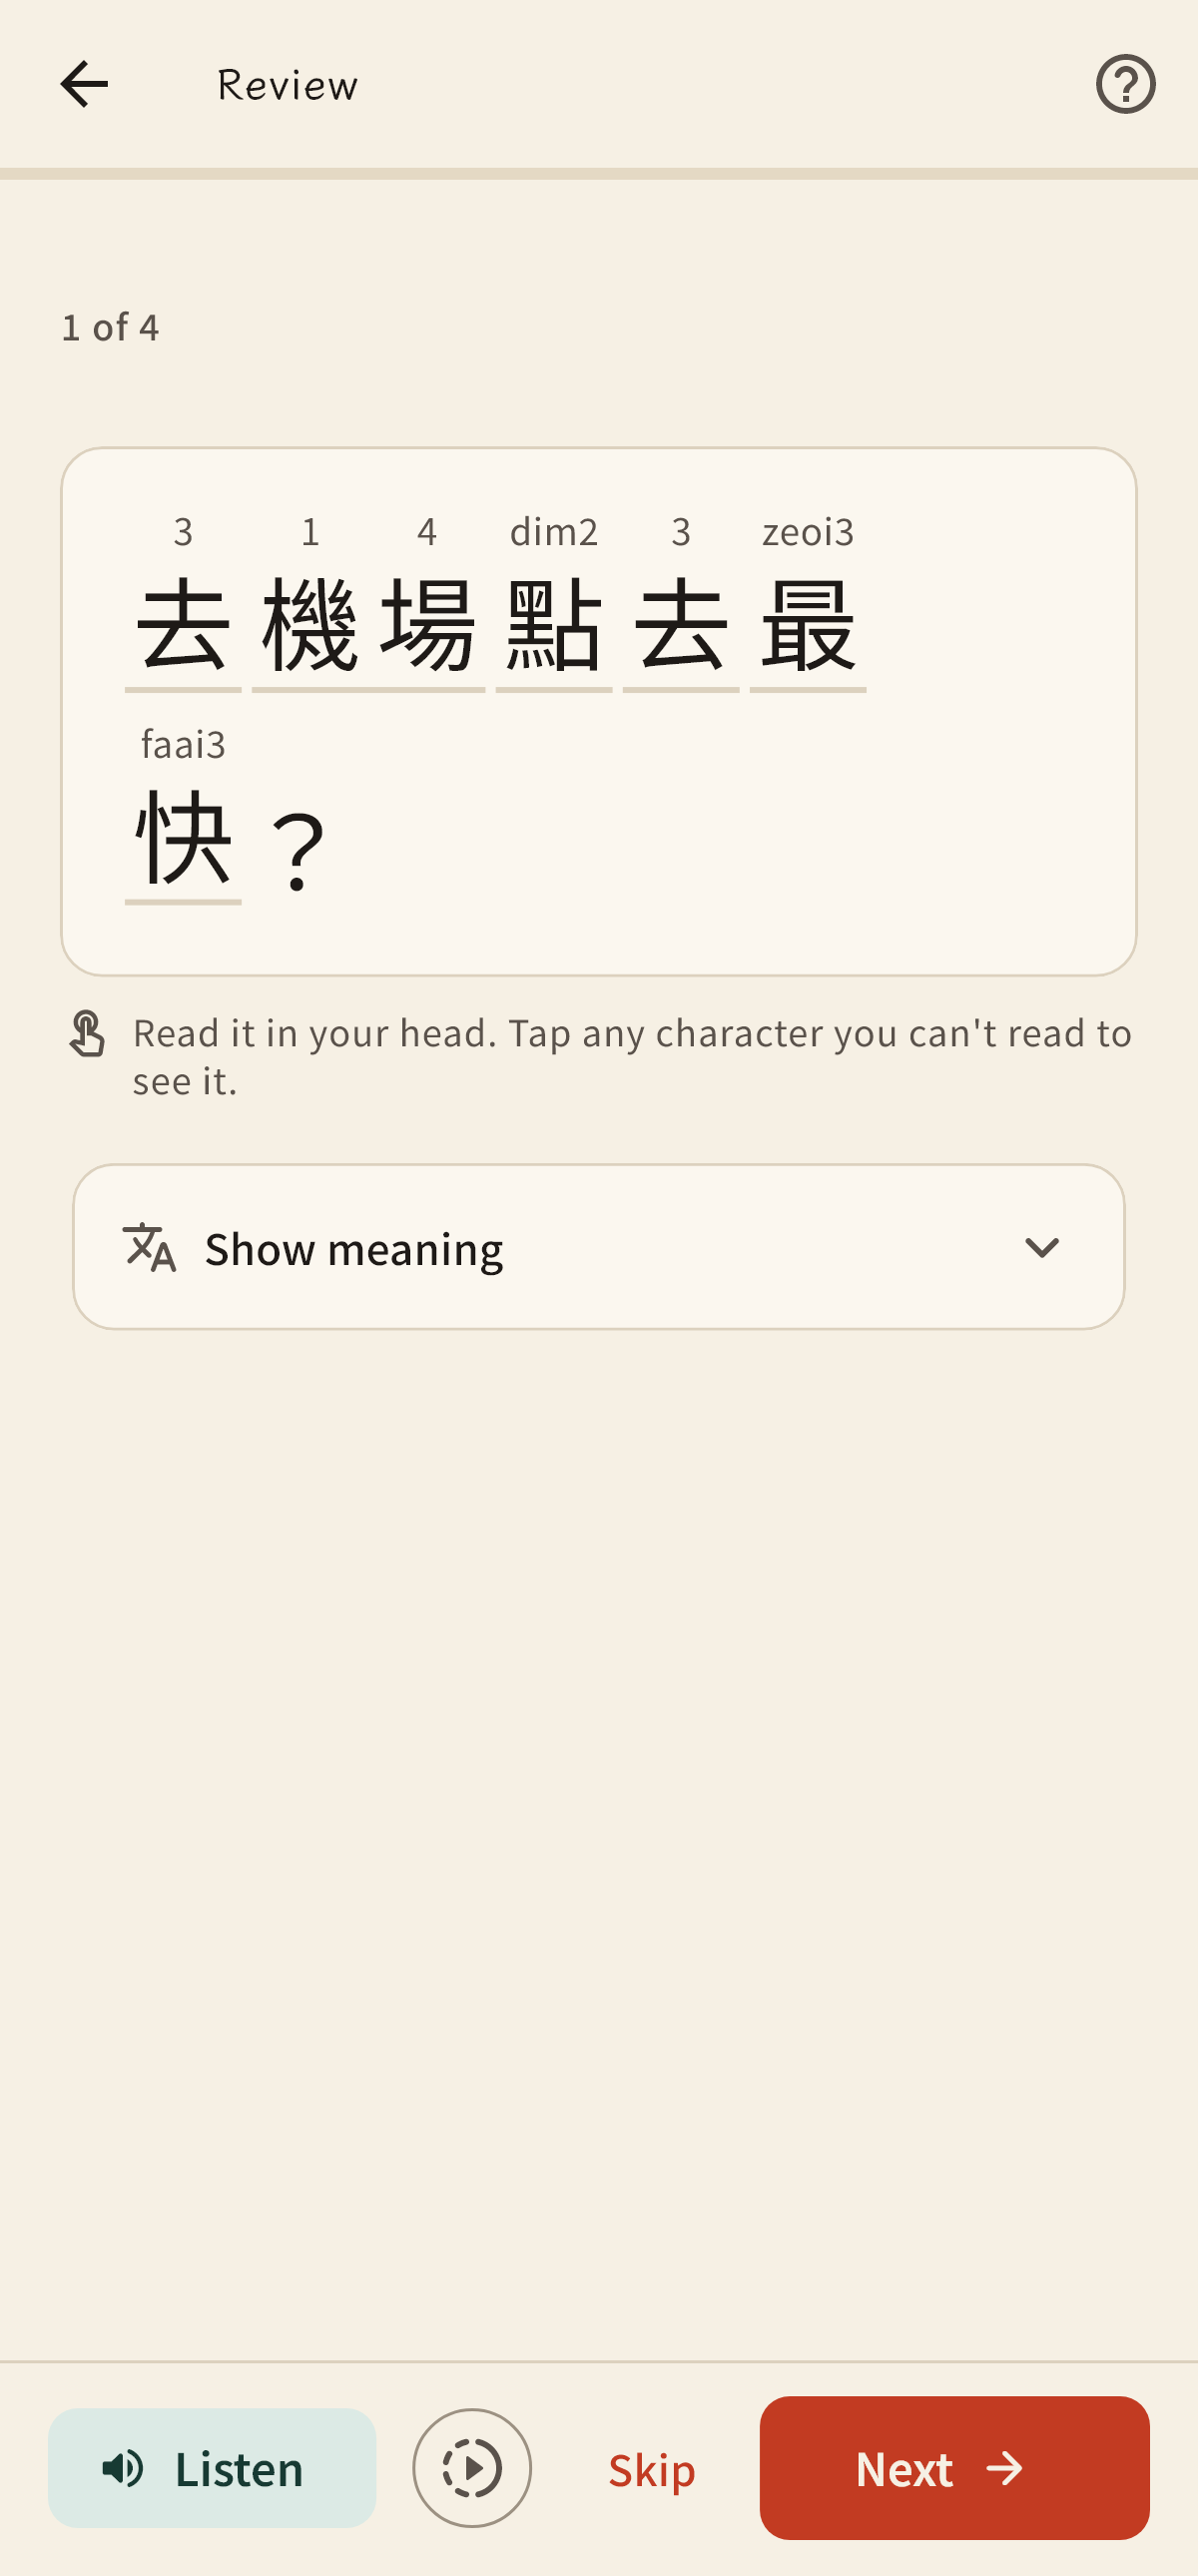 Review
1 of 4
3 1 4 dim2 3 zeoi3
去機場點去最
faai3
快？
Read it in your head. Tap any character you can't read to
see it.
Show meaning
Listen Skip Next